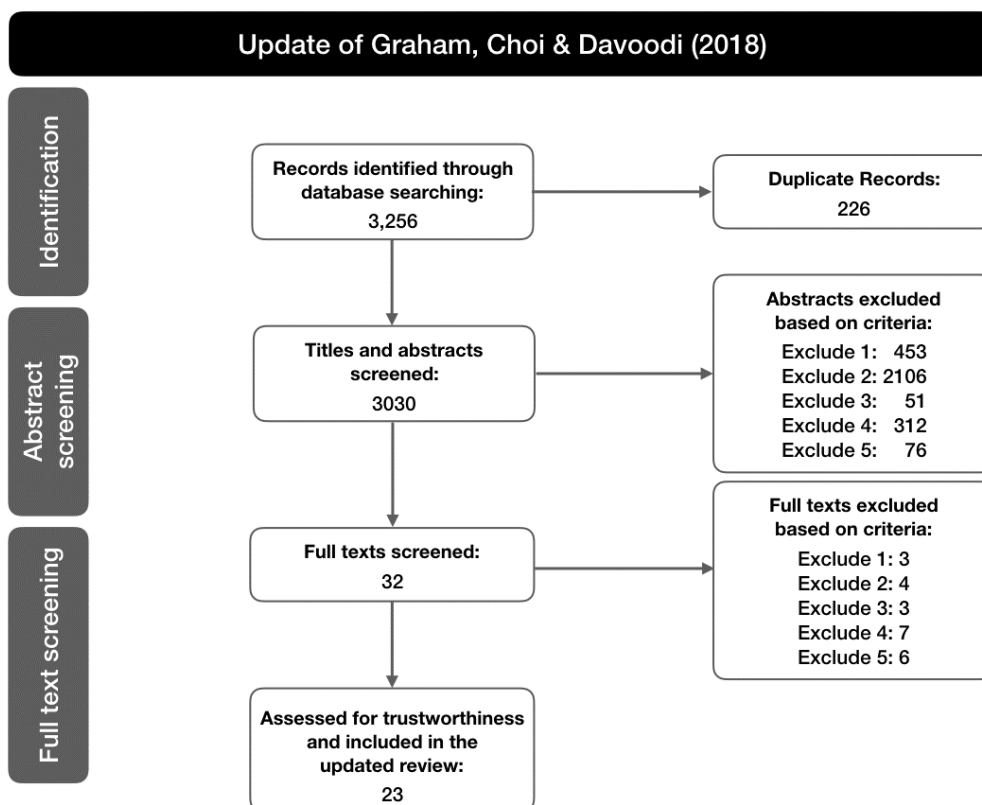 Update of Graham, Choi & Davoodi (2018)
Identification
Records identified through
database searching:
3,256
Duplicate Records:
226
Abstract
screening
Titles and abstracts
screened:
3030
Abstracts excluded
based on criteria:
Exclude 1: 453
Exclude 2: 2106
Exclude 3: 51
Exclude 4: 312
Exclude 5: 76
Full text screening
Full texts screened:
32
Full texts excluded
based on criteria:
Exclude 1: 3
Exclude 2: 4
Exclude 3: 3
Exclude 4: 7
Exclude 5: 6
Assessed for trustworthiness
and included in the
updated review:
23